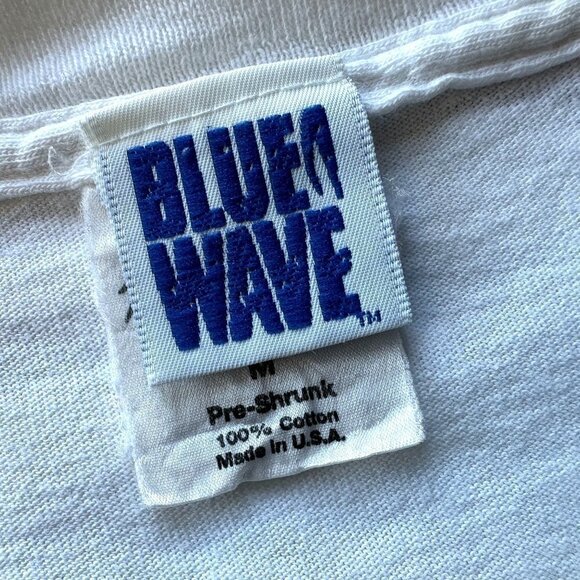 BLUE
WAVE
TM
M
Pre-Shrunk
100% Cotton
Made in U.S.A.